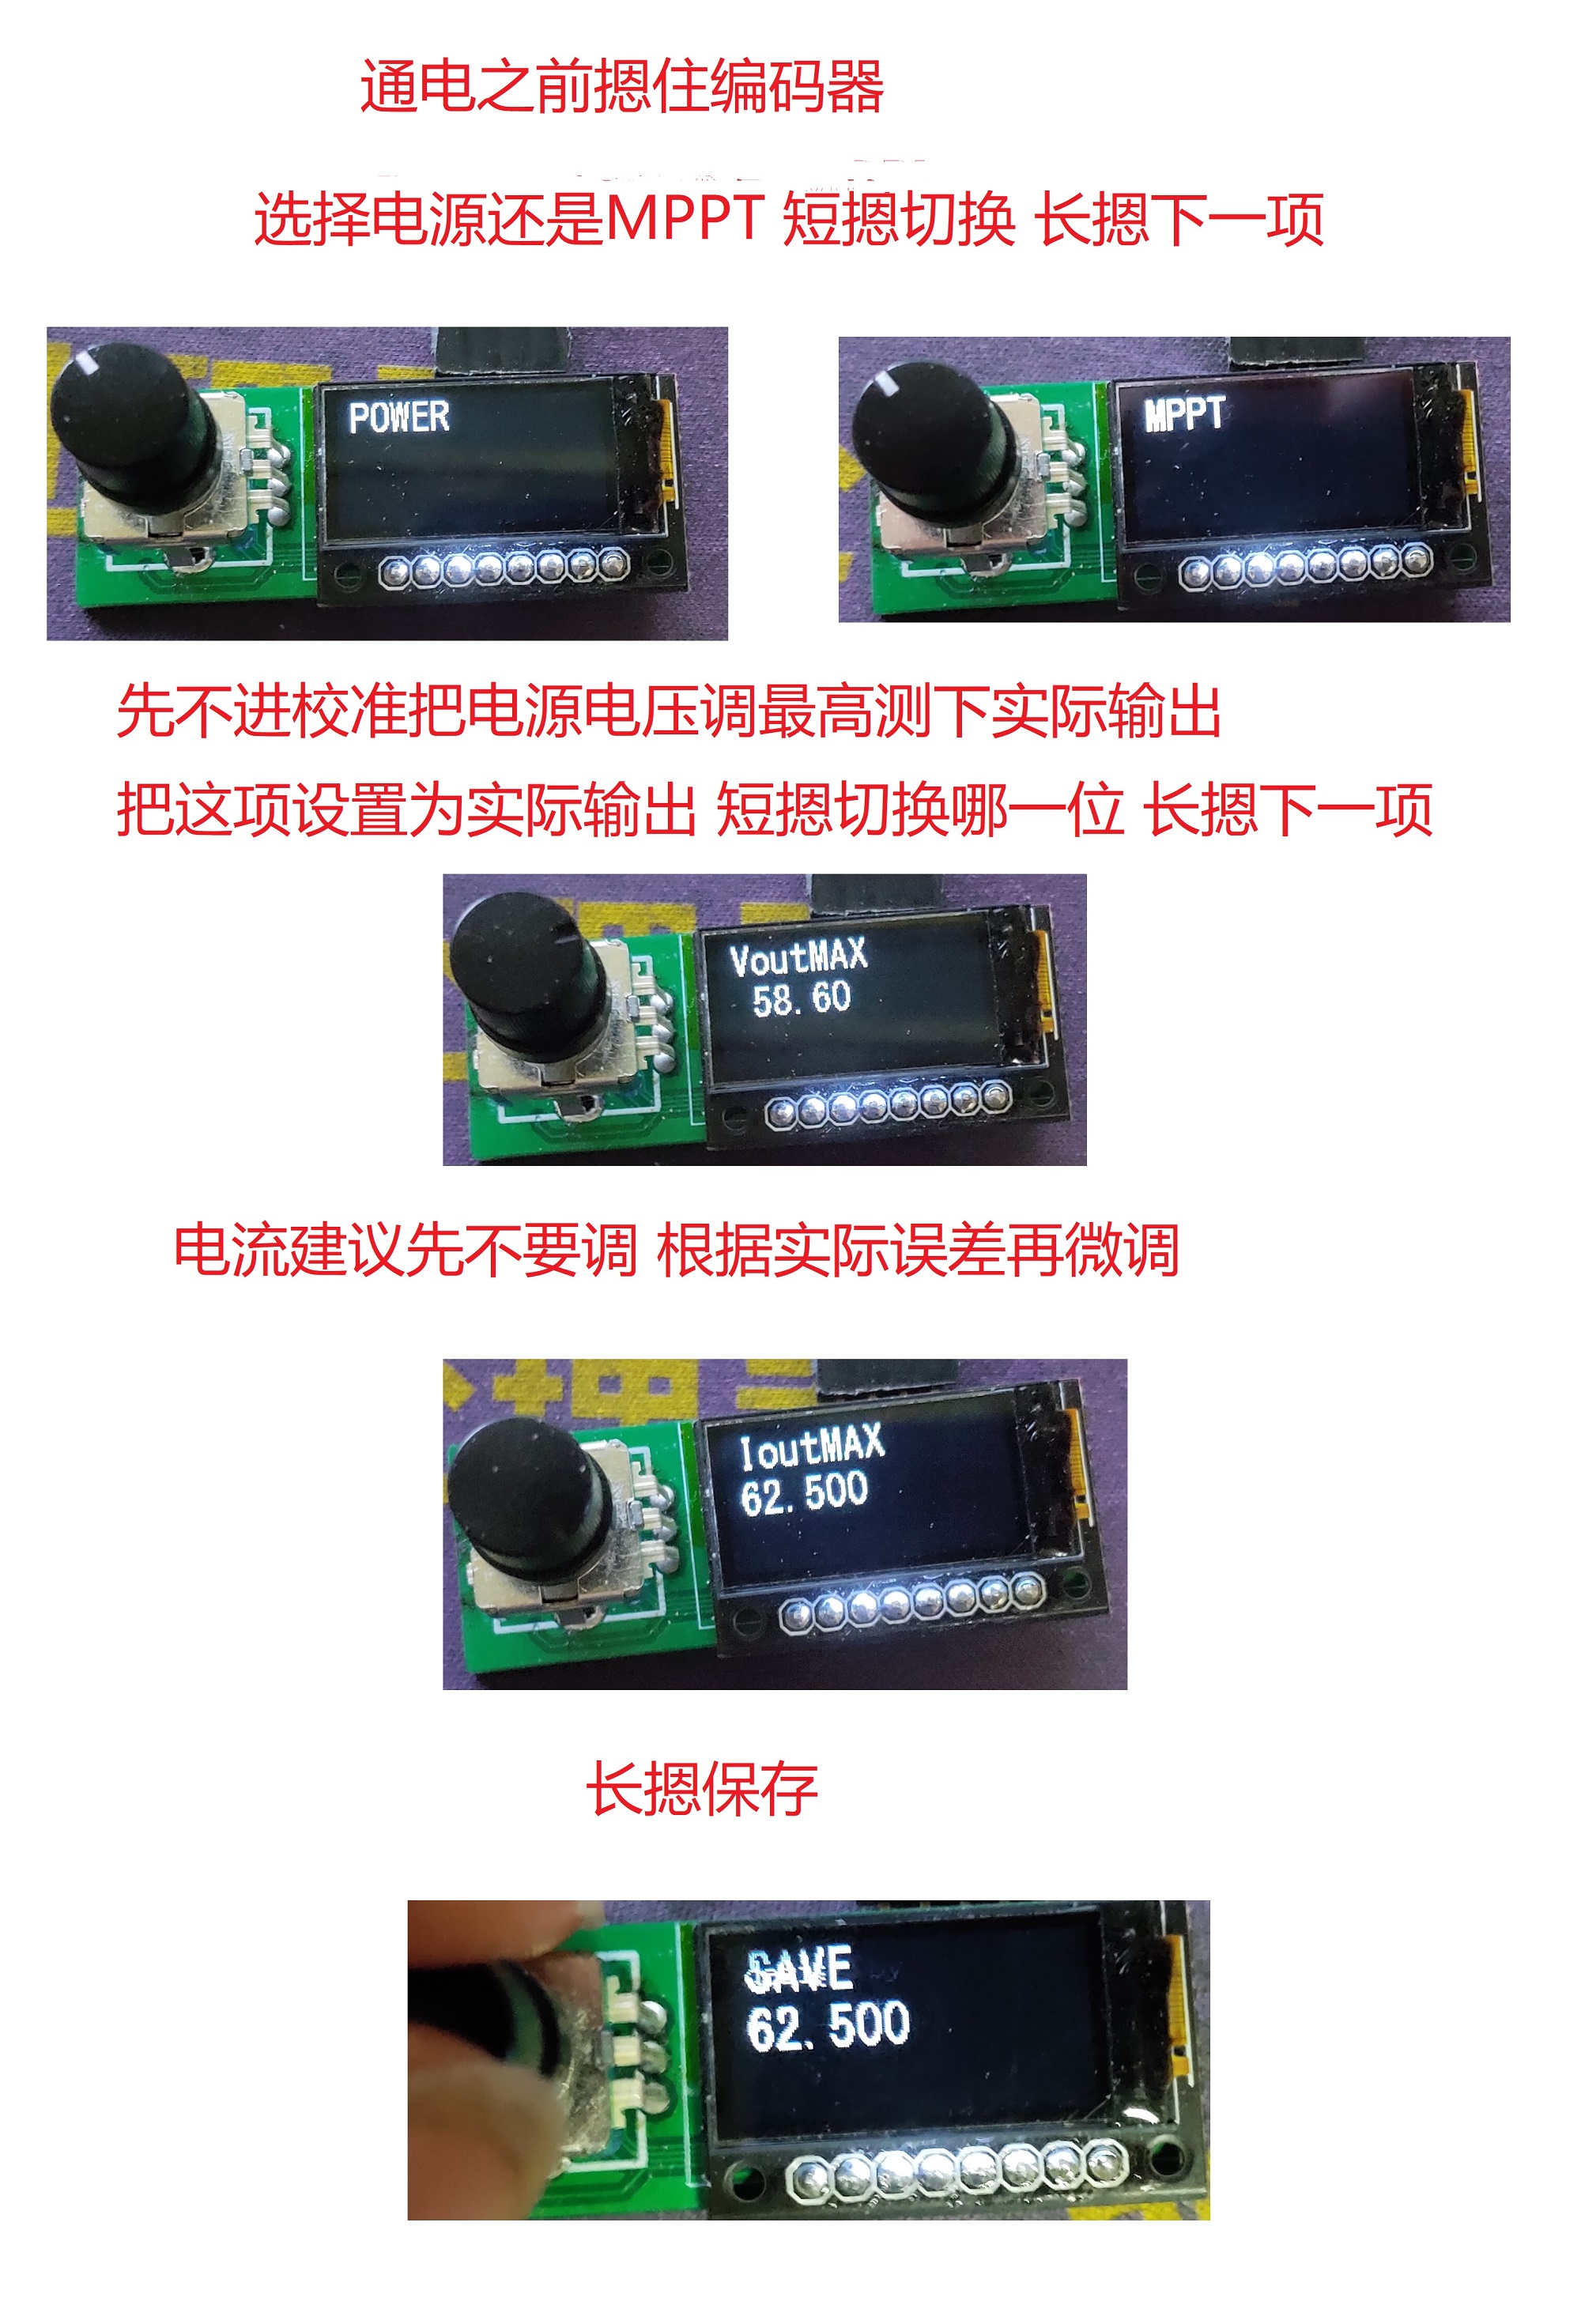 通电之前摁住编码器
选择电源还是MPPT 短摁切换 长摁下一项
POWER
MPPT
先不进校准把电源电压调最高测下实际输出
把这项设置为实际输出 短摁切换哪一位 长摁下一项
VoutMAX
58.60
电流建议先不要调 根据实际误差再微调
IoutMAX
62.500
长摁保存
SAVE
62.500